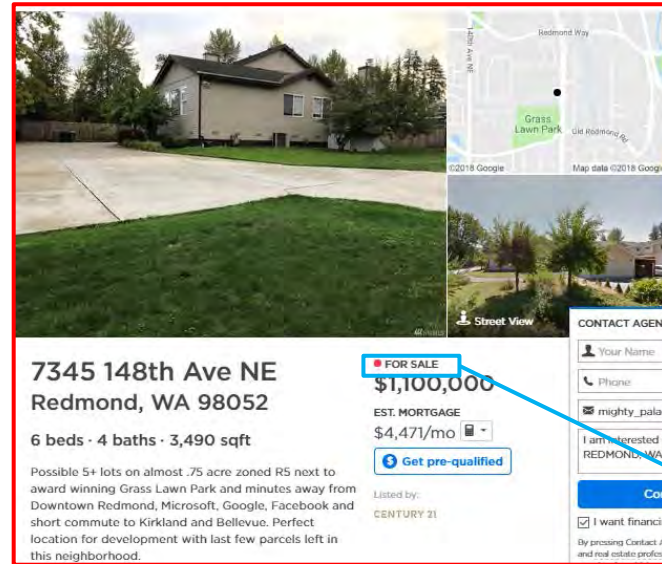 Redmond Way
140th Ave NE
Grass
Lawn Park
Old Redmond Rd
©2018 Google
Map data ©2018 Google
Street View
7345 148th Ave NE
Redmond, WA 98052
6 beds · 4 baths · 3,490 sqft
Possible 5+ lots on almost .75 acre zoned R5 next to
award winning Grass Lawn Park and minutes away from
Downtown Redmond, Microsoft, Google, Facebook and
short commute to Kirkland and Bellevue. Perfect
location for development with last few parcels left in
this neighborhood.
FOR SALE
$1,100,000
EST. MORTGAGE
$4,471/mo
Get pre-qualified
Listed by:
CENTURY 21
CONTACT AGEN
Your Name
Phone
mighty_pala
I am interested
REDMOND, WA
Co
I want financi
By pressing Contact A
and real estate profes